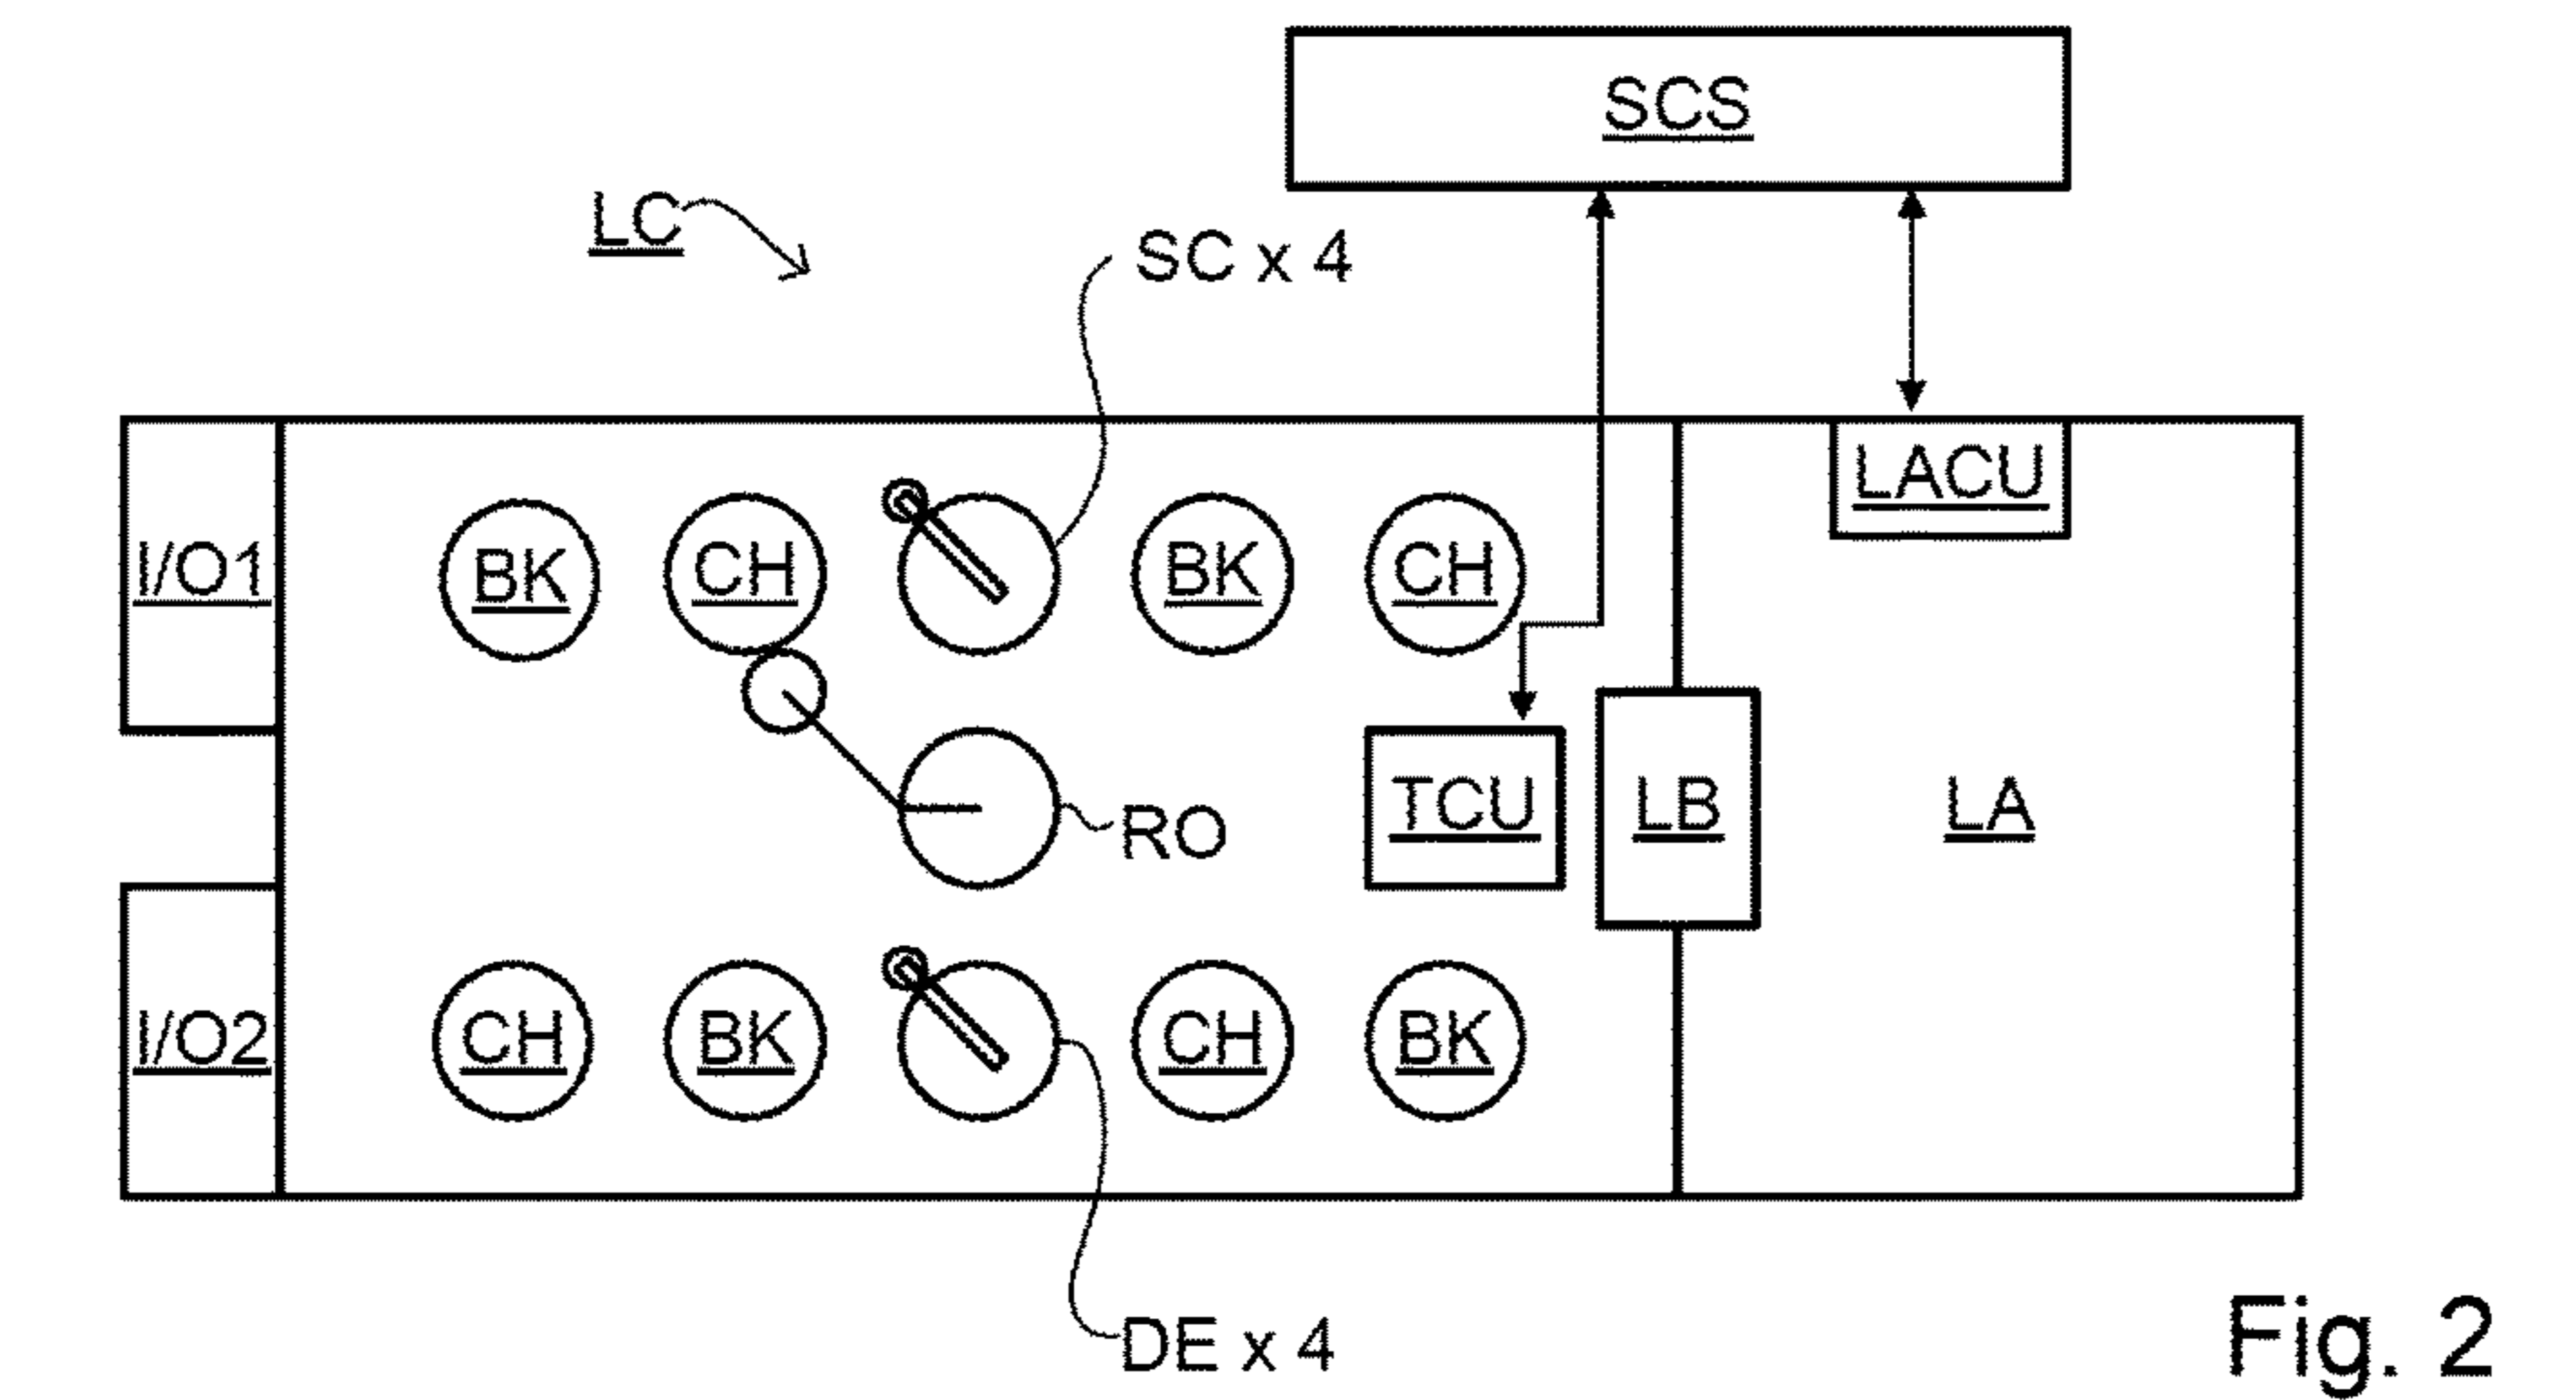 SCS
LC
SC x 4
LACU
I/O1
BK
CH
BK
CH
RO
TCU
LB
LA
I/O2
CH
BK
CH
BK
DE x 4
Fig. 2